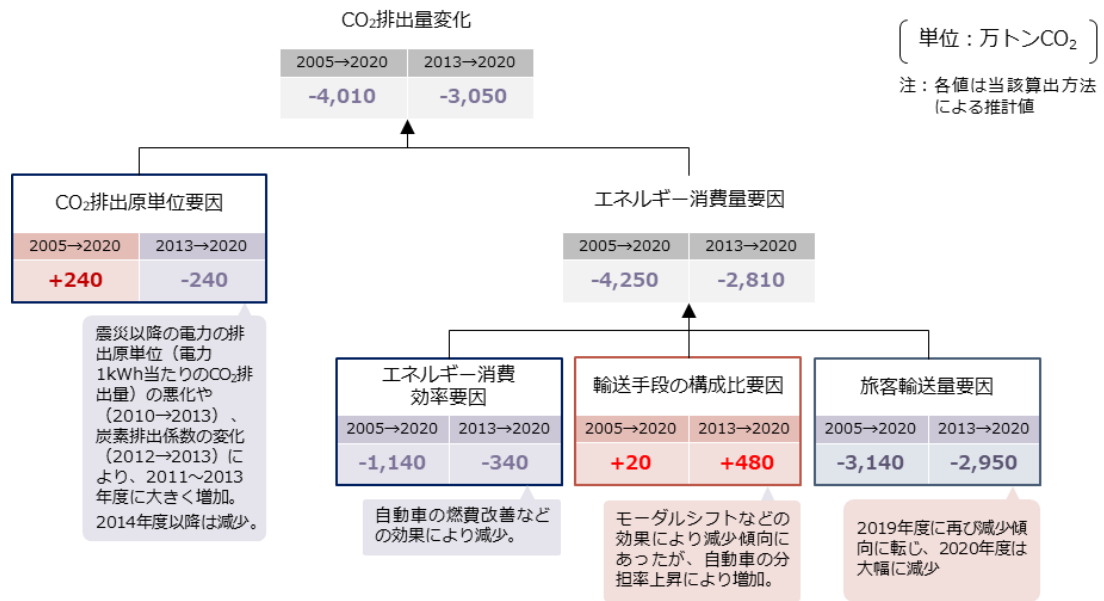 CO₂排出量変化
単位：万トンCO₂
注：各値は当該算出方法
による推計値
2005→2020 2013→2020
-4,010 -3,050
CO₂排出原単位要因
2005→2020 2013→2020
+240 -240
震災以降の電力の排
出原単位（電力
1kWh当たりのCO₂排
出量）の悪化や
（2010→2013）、
炭素排出係数の変化
（2012→2013）に
より、2011～2013
年度に大きく増加。
2014年度以降は減少。
エネルギー消費量要因
2005→2020 2013→2020
-4,250 -2,810
エネルギー消費
効率要因
2005→2020 2013→2020
-1,140 -340
自動車の燃費改善など
の効果により減少。
輸送手段の構成比要因
2005→2020 2013→2020
+20 +480
モーダルシフトなどの
効果により減少傾向に
あったが、自動車の分
担率上昇により増加。
旅客輸送量要因
2005→2020 2013→2020
-3,140 -2,950
2019年度に再び減少傾
向に転じ、2020年度は
大幅に減少